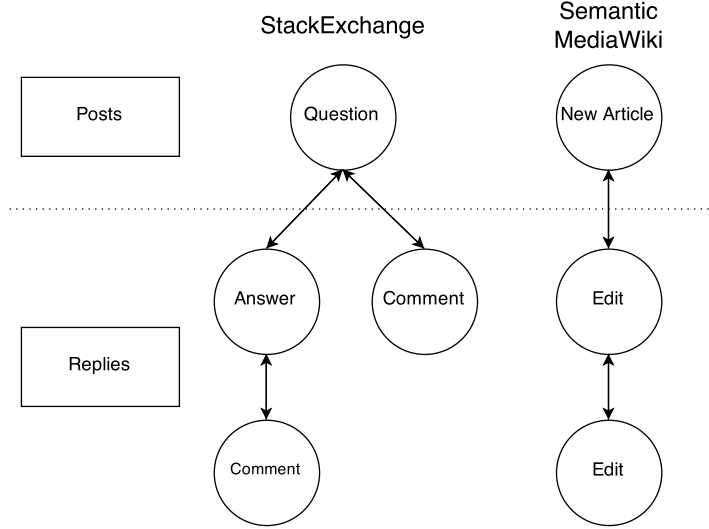 StackExchange
Semantic
MediaWiki
Posts
Question
New Article
Answer
Comment
Edit
Replies
Comment
Edit